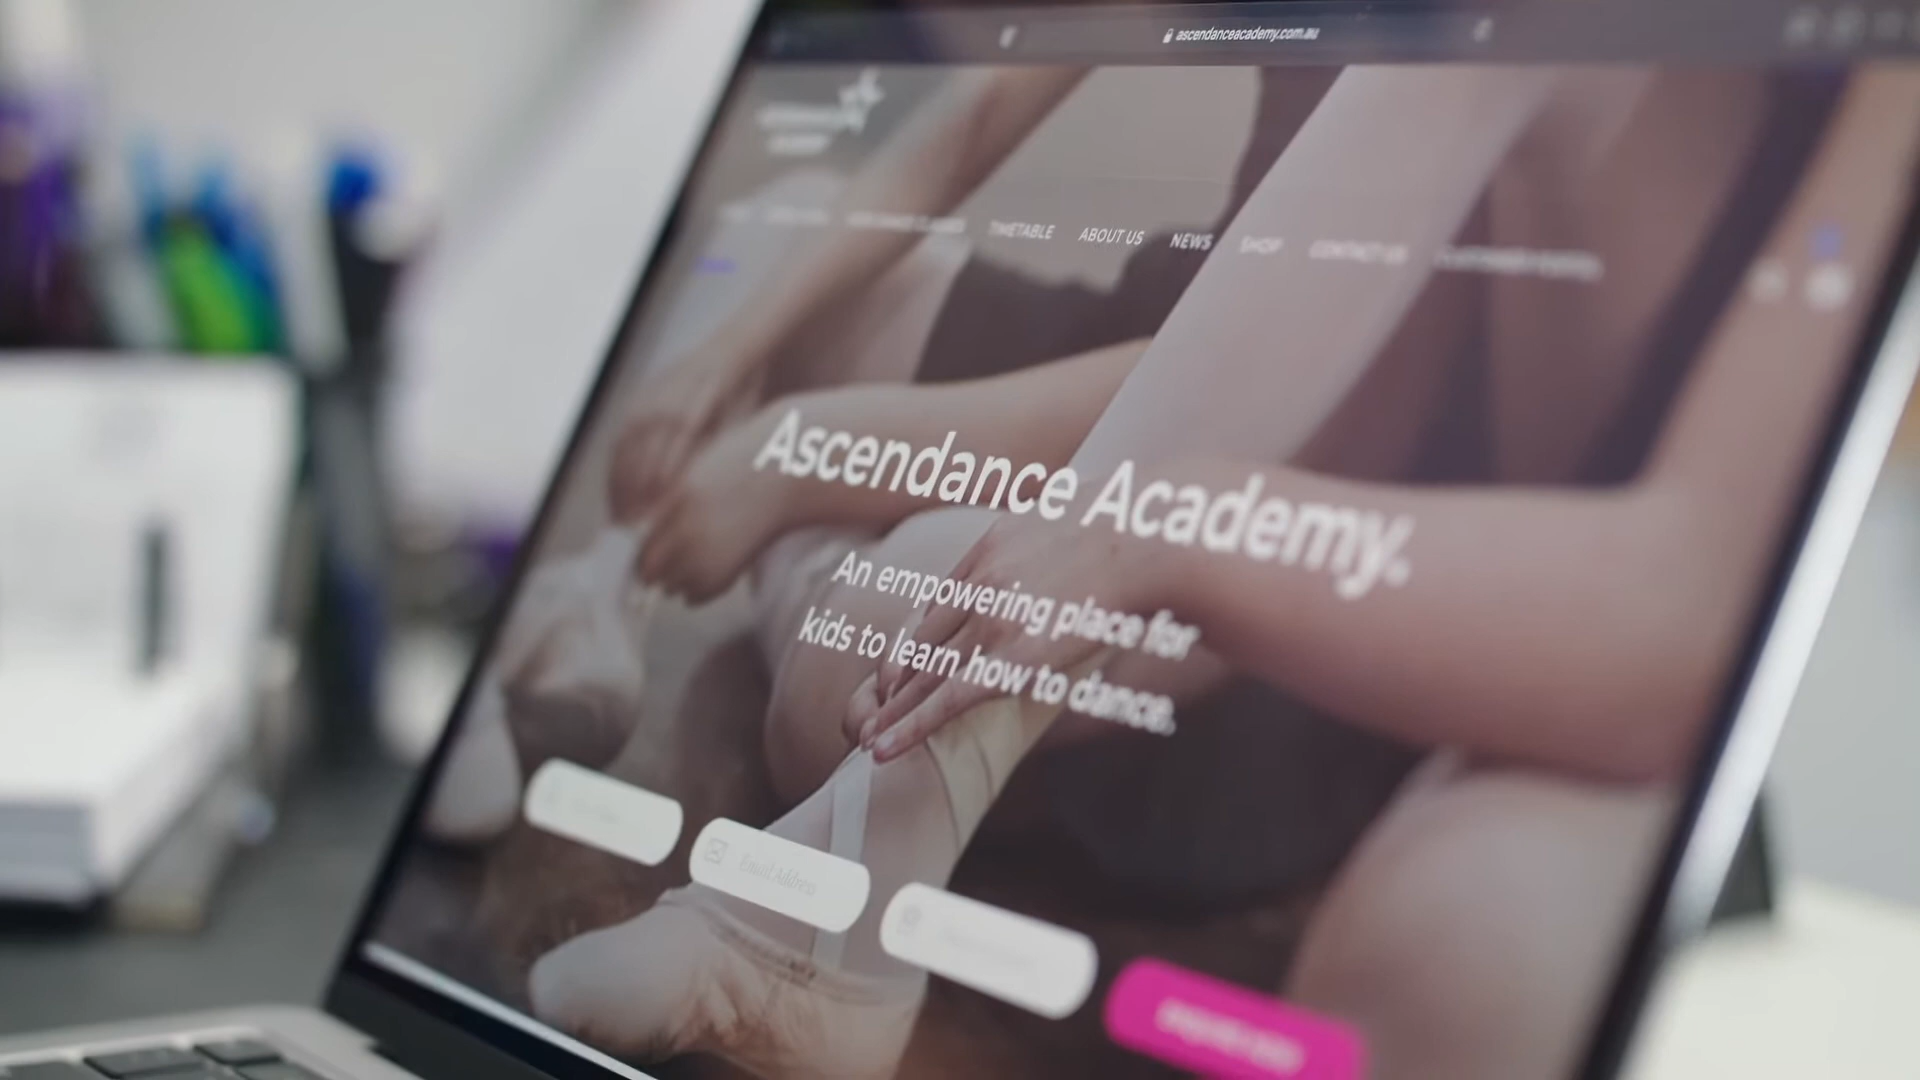 ascendanceacademy.com.au
TIMETABLE ABOUT US NEWS SHOP CONTACT US
Ascendance Academy.
An empowering place for
kids to learn how to dance.
Email Address